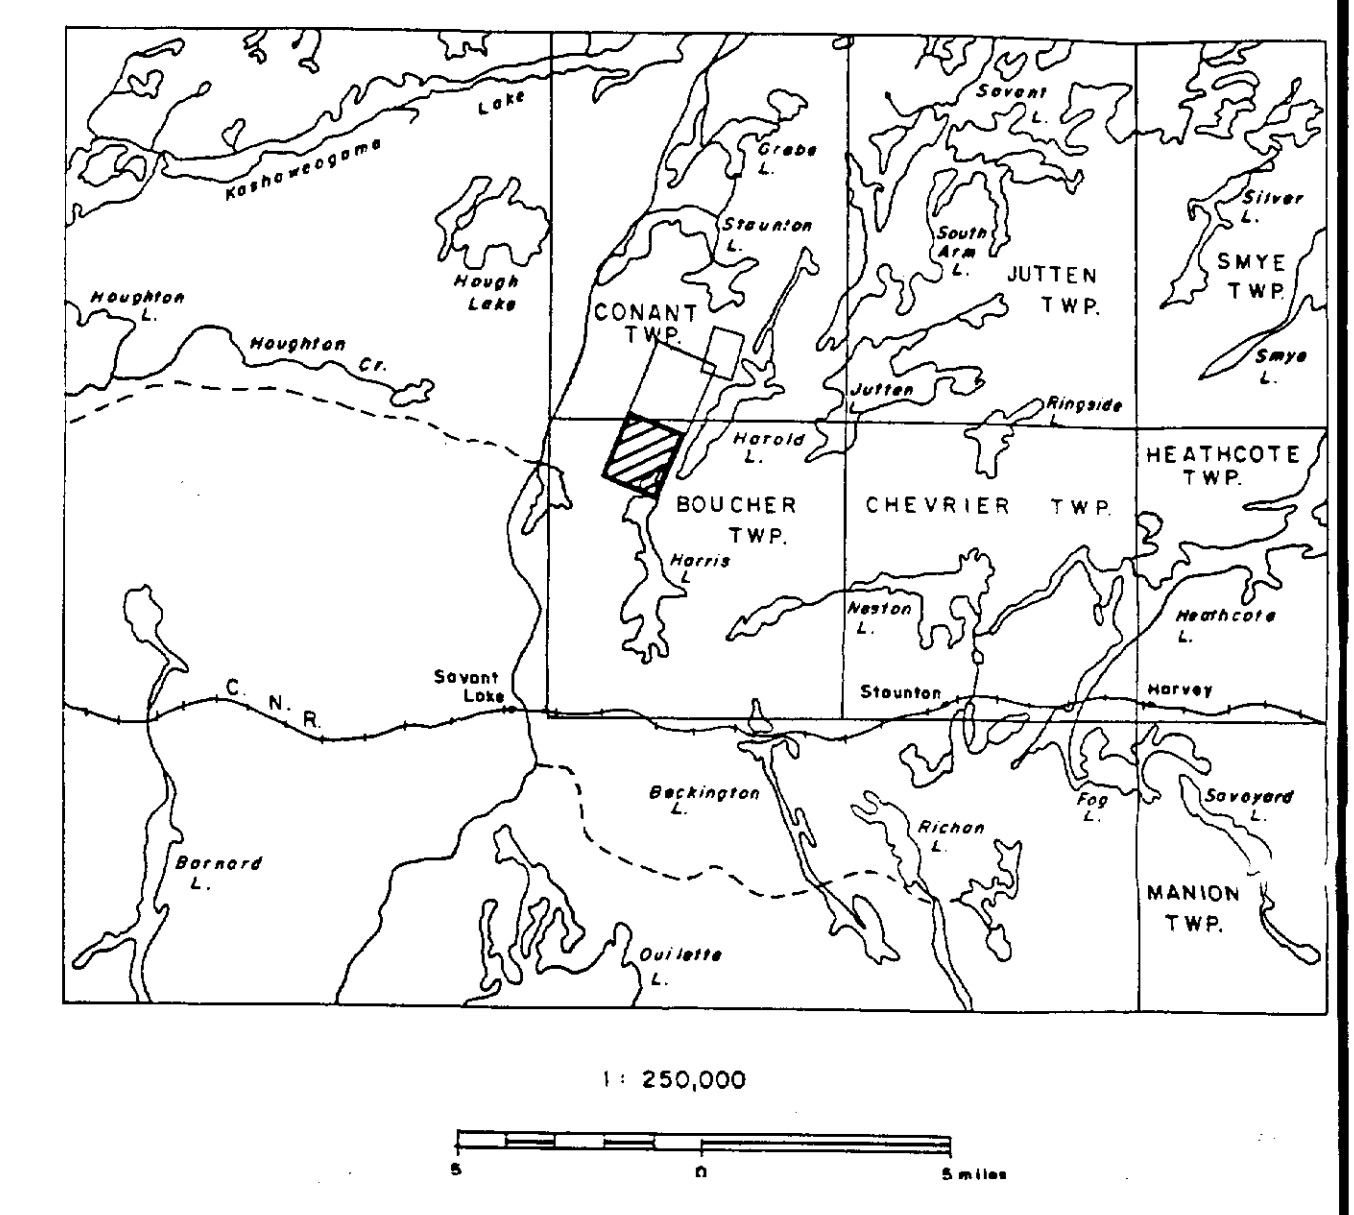 Savant
L.
Lake
Kashaweogama
Grebe
L.
Silver
L.
Staunton
L.
South
Arm
L.
SMYE
TWP.
JUTTEN
TWP.
Hough
Lake
Houghton
L.
CONANT
TWP.
Houghton
Cr.
Smye
L.
Jutten
L.
Ringside
L.
Harold
L.
HEATHCOTE
TWP.
BOUCHER
TWP.
CHEVRIER TWP.
Harris
L.
Neston
L.
Heathcote
L.
Savant
Lake
C. N. R.
Staunton
Harvey
Beckington
L.
Fog
L.
Savoyard
L.
Richan
L.
Barnard
L.
MANION
TWP.
Ouilette
L.
1 : 250,000
5 0 5 miles